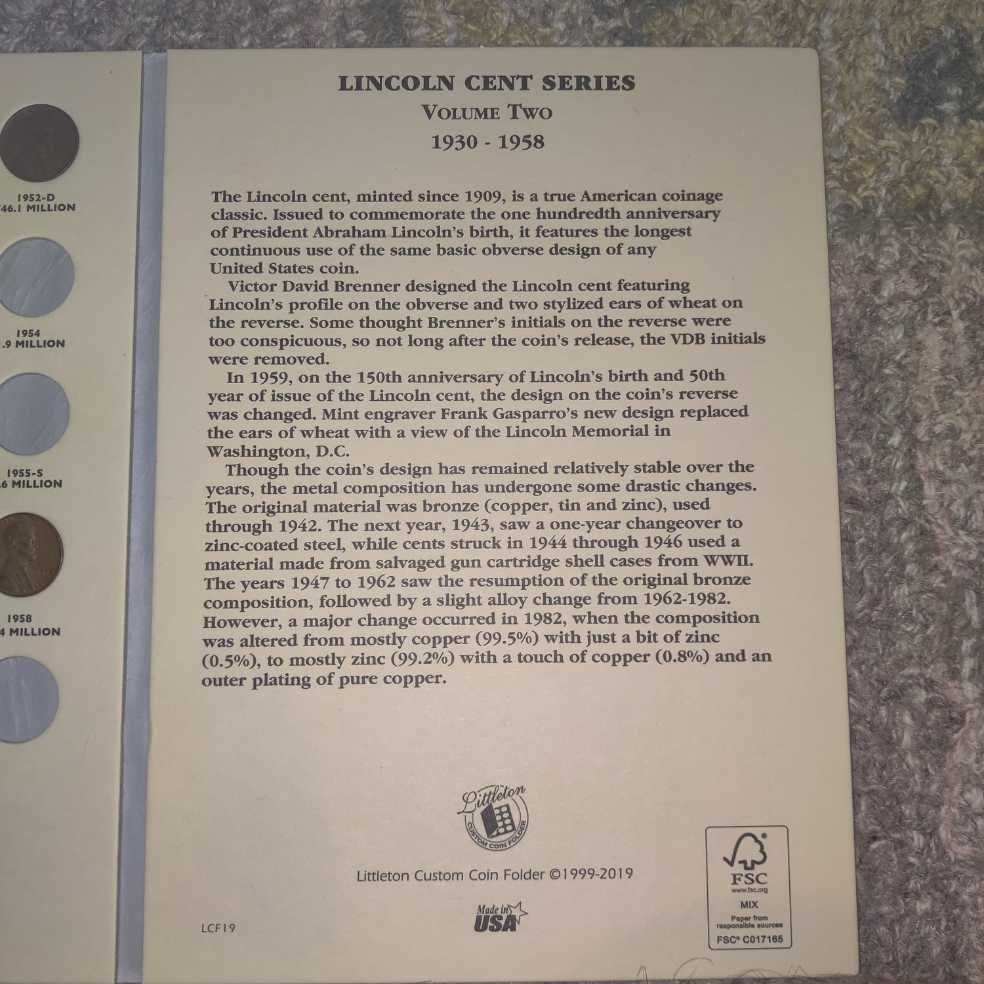 1952-D
46.1 MILLION
1954
.9 MILLION
1955-S
.6 MILLION
1958
4 MILLION
LINCOLN CENT SERIES
VOLUME TWO
1930 - 1958
The Lincoln cent, minted since 1909, is a true American coinage
classic. Issued to commemorate the one hundredth anniversary
of President Abraham Lincoln's birth, it features the longest
continuous use of the same basic obverse design of any
United States coin.
Victor David Brenner designed the Lincoln cent featuring
Lincoln's profile on the obverse and two stylized ears of wheat on
the reverse. Some thought Brenner's initials on the reverse were
too conspicuous, so not long after the coin's release, the VDB initials
were removed.
In 1959, on the 150th anniversary of Lincoln's birth and 50th
year of issue of the Lincoln cent, the design on the coin's reverse
was changed. Mint engraver Frank Gasparro's new design replaced
the ears of wheat with a view of the Lincoln Memorial in
Washington, D.C.
Though the coin's design has remained relatively stable over the
years, the metal composition has undergone some drastic changes.
The original material was bronze (copper, tin and zinc), used
through 1942. The next year, 1943, saw a one-year changeover to
zinc-coated steel, while cents struck in 1944 through 1946 used a
material made from salvaged gun cartridge shell cases from WWII.
The years 1947 to 1962 saw the resumption of the original bronze
composition, followed by a slight alloy change from 1962-1982.
However, a major change occurred in 1982, when the composition
was altered from mostly copper (99.5%) with just a bit of zinc
(0.5%), to mostly zinc (99.2%) with a touch of copper (0.8%) and an
outer plating of pure copper.
Littleton
CUSTOM COIN FOLDER
Littleton Custom Coin Folder ©1999-2019
Made in
USA
LCF19
FSC
www.fsc.org
MIX
Paper from
responsible sources
FSC® C017165